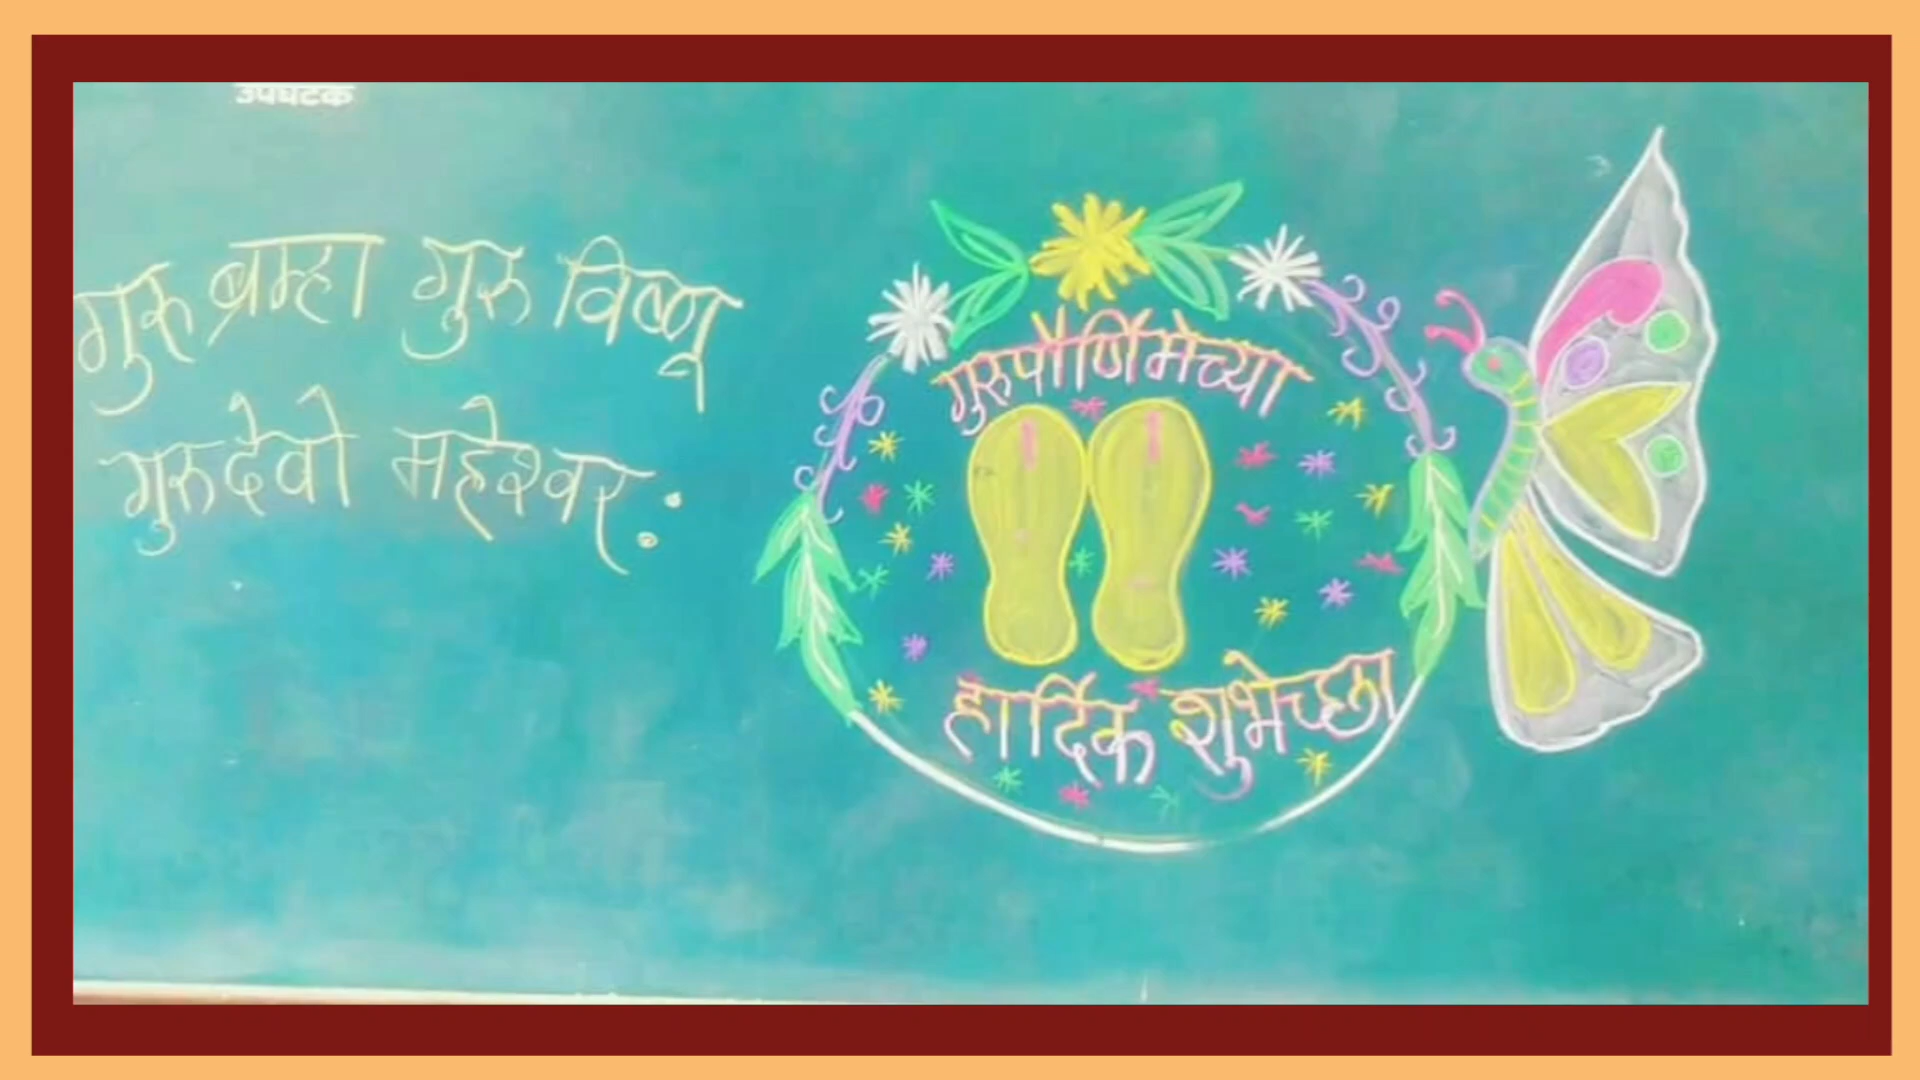 उपघटक
गुरु ब्रम्हा गुरु विष्णू
गुरुदेवो महेश्वर:
गुरुपौर्णिमेच्या
हार्दिक शुभेच्छा